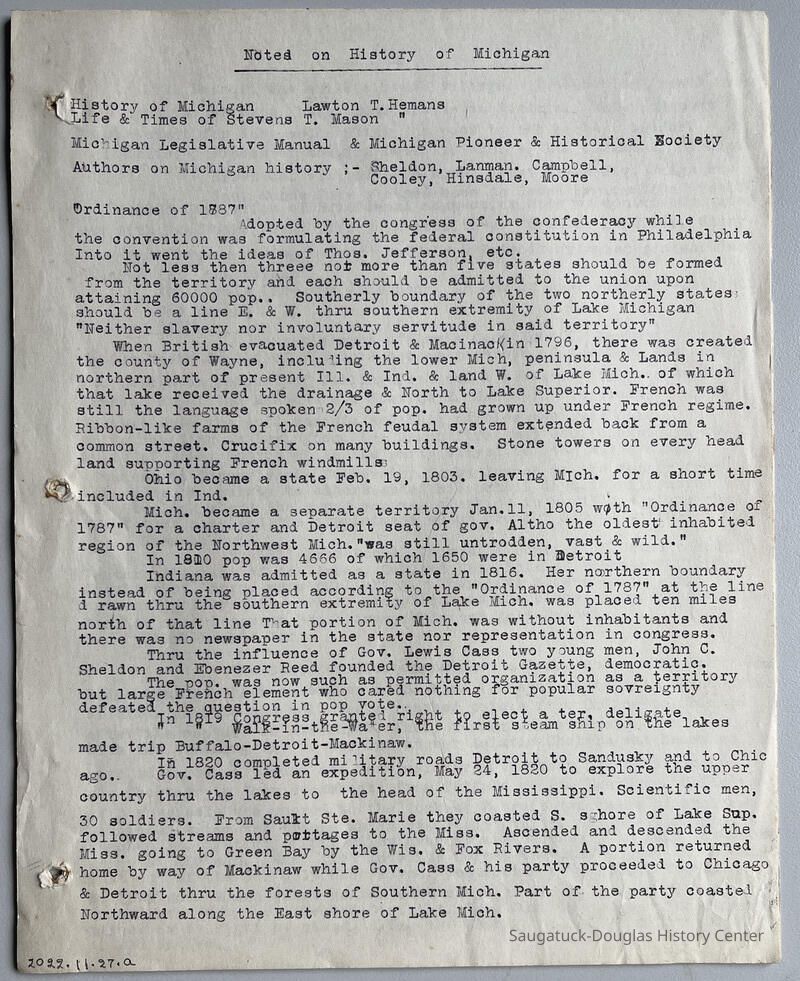 Noted on History of Michigan
History of Michigan Lawton T. Hemans
Life & Times of Stevens T. Mason "
Michigan Legislative Manual & Michigan Pioneer & Historical Society
Authors on Michigan history ;- Sheldon, Lanman. Campbell,
Cooley, Hinsdale, Moore
Ordinance of 1787"
Adopted by the congress of the confederacy while
the convention was formulating the federal constitution in Philadelphia
Into it went the ideas of Thos. Jefferson, etc.
Not less then threee not more than five states should be formed
from the territory and each should be admitted to the union upon
attaining 60000 pop.. Southerly boundary of the two northerly states;
should be a line E. & W. thru southern extremity of Lake Michigan
"Neither slavery nor involuntary servitude in said territory"
When British evacuated Detroit & Macinac(in 1796, there was created
the county of Wayne, including the lower Mich, peninsula & Lands in
northern part of present Ill. & Ind. & land W. of Lake Mich.. of which
that lake received the drainage & North to Lake Superior. French was
still the language spoken 2/3 of pop. had grown up under French regime.
Ribbon-like farms of the French feudal system extended back from a
common street. Crucifix on many buildings. Stone towers on every head
land supporting French windmills;
Ohio became a state Feb. 19, 1803. leaving Mich. for a short time
included in Ind.
Mich. became a separate territory Jan.11, 1805 with "Ordinance of
1787" for a charter and Detroit seat of gov. Altho the oldest inhabited
region of the Northwest Mich."was still untrodden, vast & wild."
In 1810 pop was 4666 of which 1650 were in Detroit
Indiana was admitted as a state in 1816. Her northern boundary
instead of being placed according to the "Ordinance of 1787" at the line
d rawn thru the southern extremity of Lake Mich. was placed ten miles
north of that line That portion of Mich. was without inhabitants and
there was no newspaper in the state nor representation in congress.
Thru the influence of Gov. Lewis Cass two young men, John C.
Sheldon and Ebenezer Reed founded the Detroit Gazette, democratic.
The pop. was now such as permitted organization as a territory
but large French element who cared nothing for popular sovreignty
defeated the question in pop vote..
In 1819 Congress granted right to elect a ter. deligate
" " Walk-in-the-Water, the first steam ship on the lakes
made trip Buffalo-Detroit-Mackinaw.
In 1820 completed military roads Detroit to Sandusky and to Chic
ago.. Gov. Cass led an expedition, May 24, 1820 to explore the upper
country thru the lakes to the head of the Mississippi. Scientific men,
30 soldiers. From Sault Ste. Marie they coasted S. sghore of Lake Sup.
followed streams and portages to the Miss. Ascended and descended the
Miss. going to Green Bay by the Wis. & Fox Rivers. A portion returned
home by way of Mackinaw while Gov. Cass & his party proceeded to Chicago
& Detroit thru the forests of Southern Mich. Part of the party coasted
Northward along the East shore of Lake Mich.
Saugatuck-Douglas History Center
2022.11.27.a